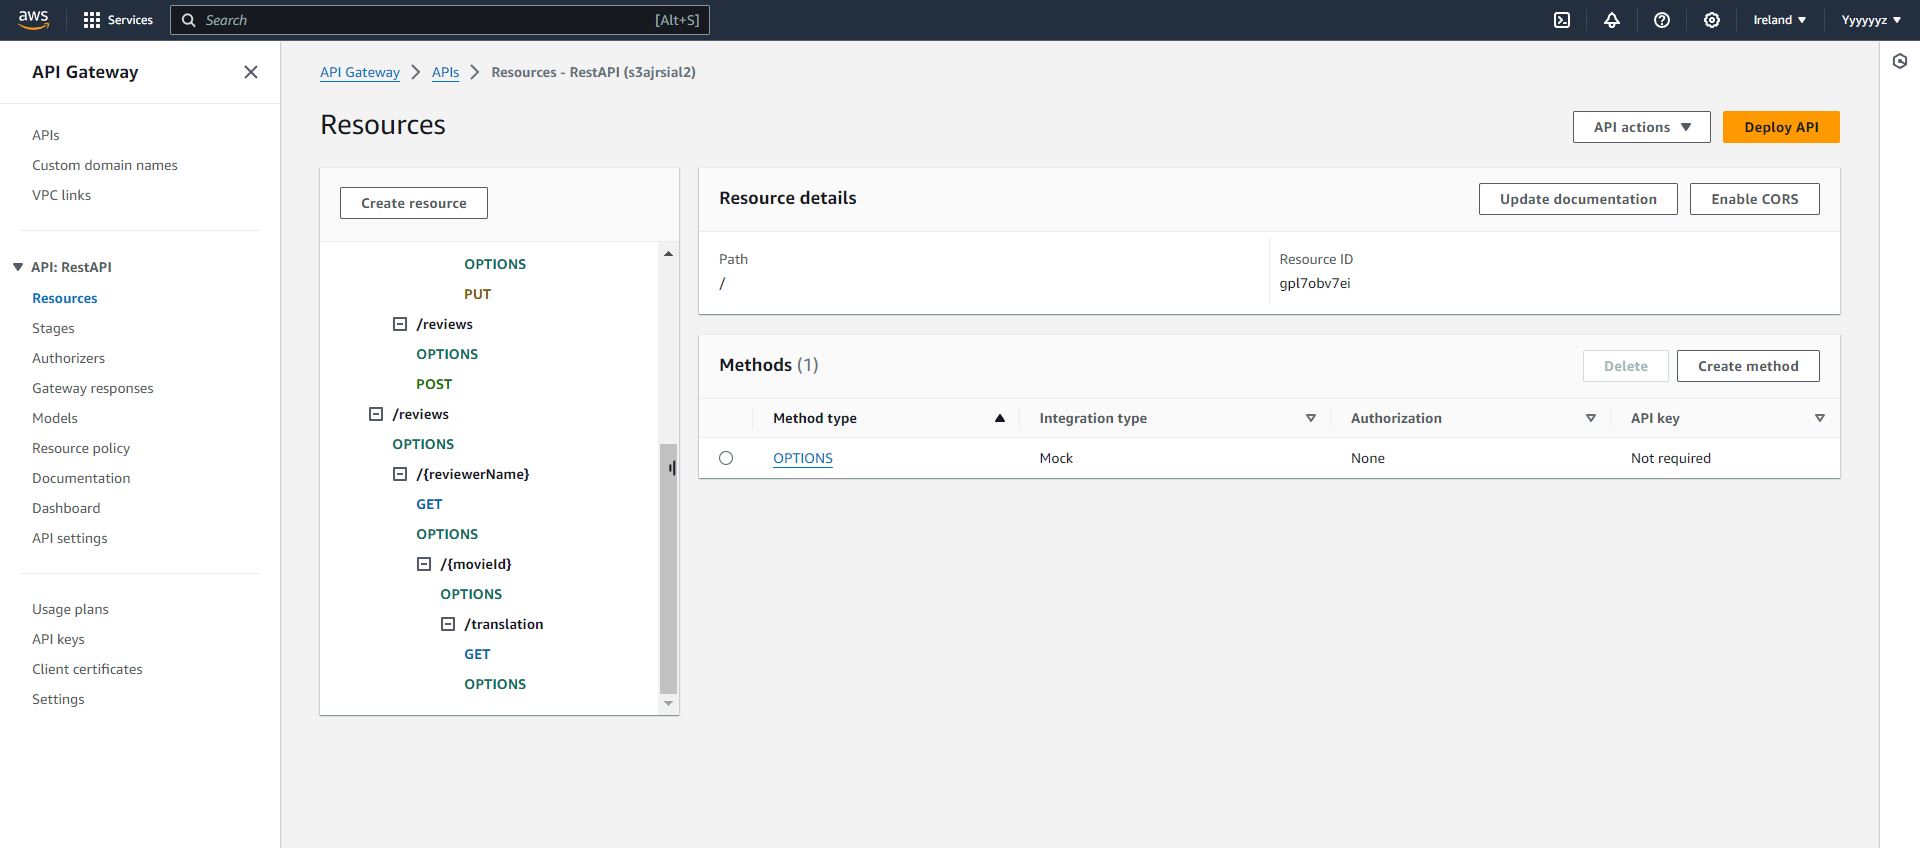 aws Services Search [Alt+S] Ireland Yyyyyyz
API Gateway
APIs
Custom domain names
VPC links
API: RestAPI
Resources
Stages
Authorizers
Gateway responses
Models
Resource policy
Documentation
Dashboard
API settings
Usage plans
API keys
Client certificates
Settings
API Gateway APIs Resources - RestAPI (s3ajrsial2)
Resources
API actions Deploy API
Create resource
OPTIONS
PUT
/reviews
OPTIONS
POST
/reviews
OPTIONS
/{reviewerName}
GET
OPTIONS
/{movieId}
OPTIONS
/translation
GET
OPTIONS
Resource details Update documentation Enable CORS
Path Resource ID
/ gpl7obv7ei
Methods (1) Delete Create method
Method type Integration type Authorization API key
OPTIONS Mock None Not required